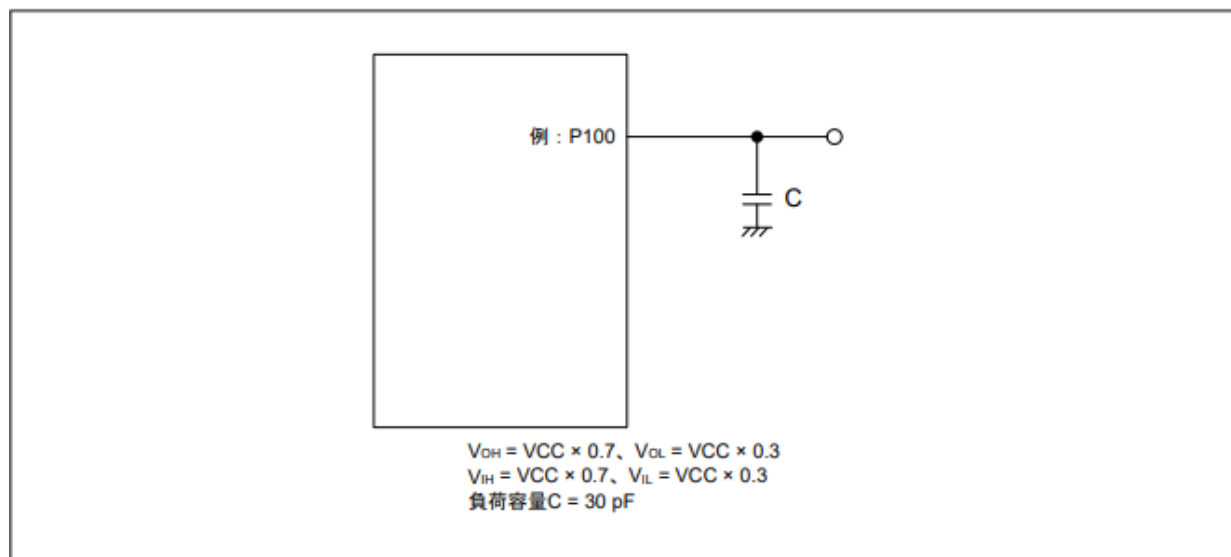 例：P100
C
VOH = VCC × 0.7、VOL = VCC × 0.3
VIH = VCC × 0.7、VIL = VCC × 0.3
負荷容量C = 30 pF